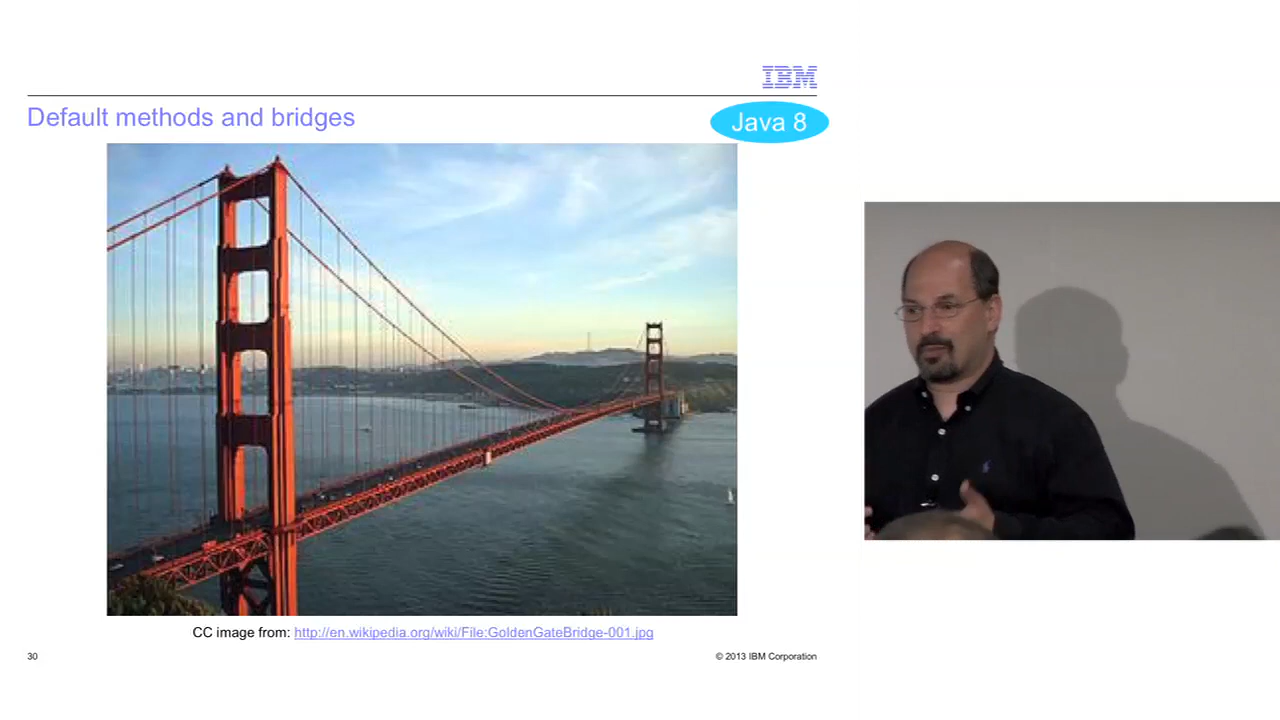 IBM
Default methods and bridges
Java 8
CC image from: http://en.wikipedia.org/wiki/File:GoldenGateBridge-001.jpg
30
© 2013 IBM Corporation